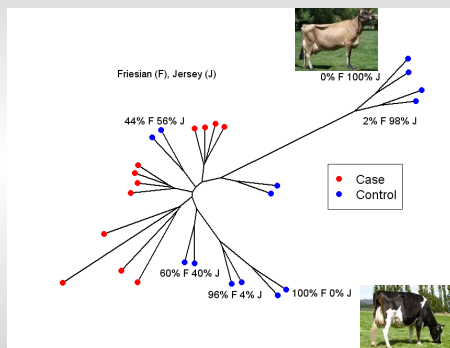 0% F 100% J
Friesian (F), Jersey (J)
44% F 56% J
2% F 98% J
Case
Control
60% F 40% J
96% F 4% J
100% F 0% J